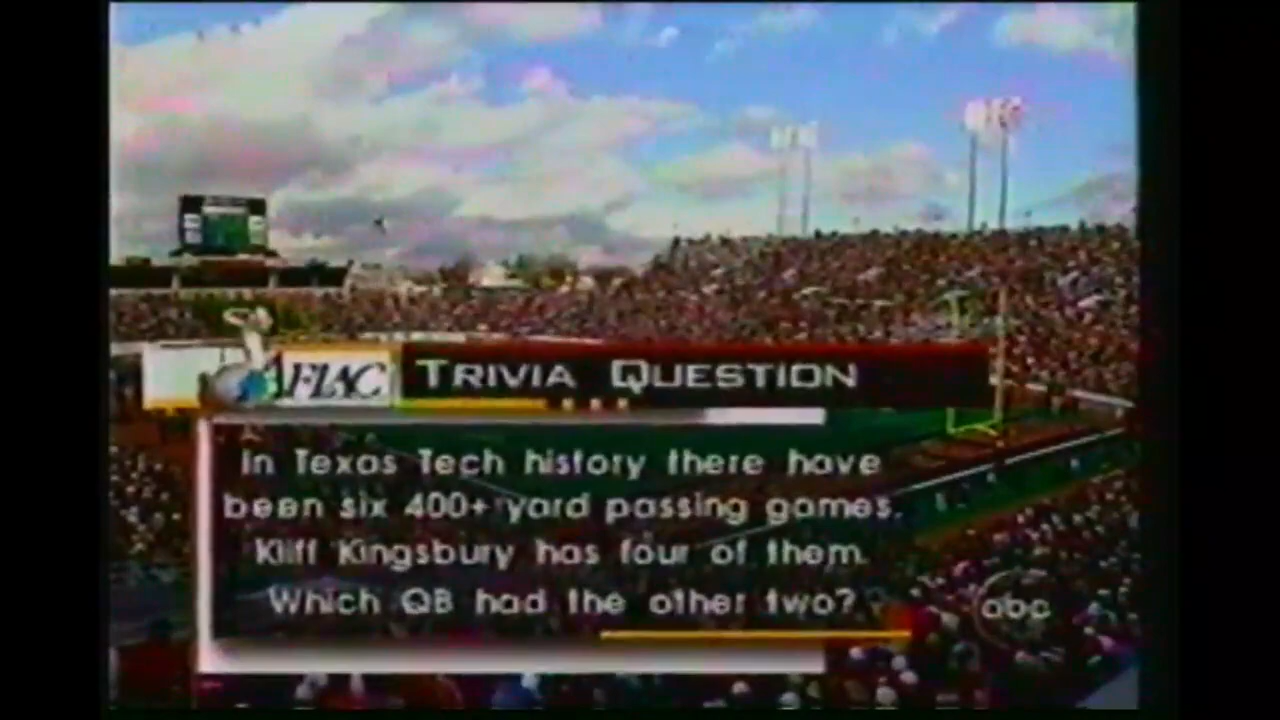 AFLAC TRIVIA QUESTION
In Texas Tech history there have
been six 400+ yard passing games.
Kliff Kingsbury has four of them.
Which QB had the other two?
abc